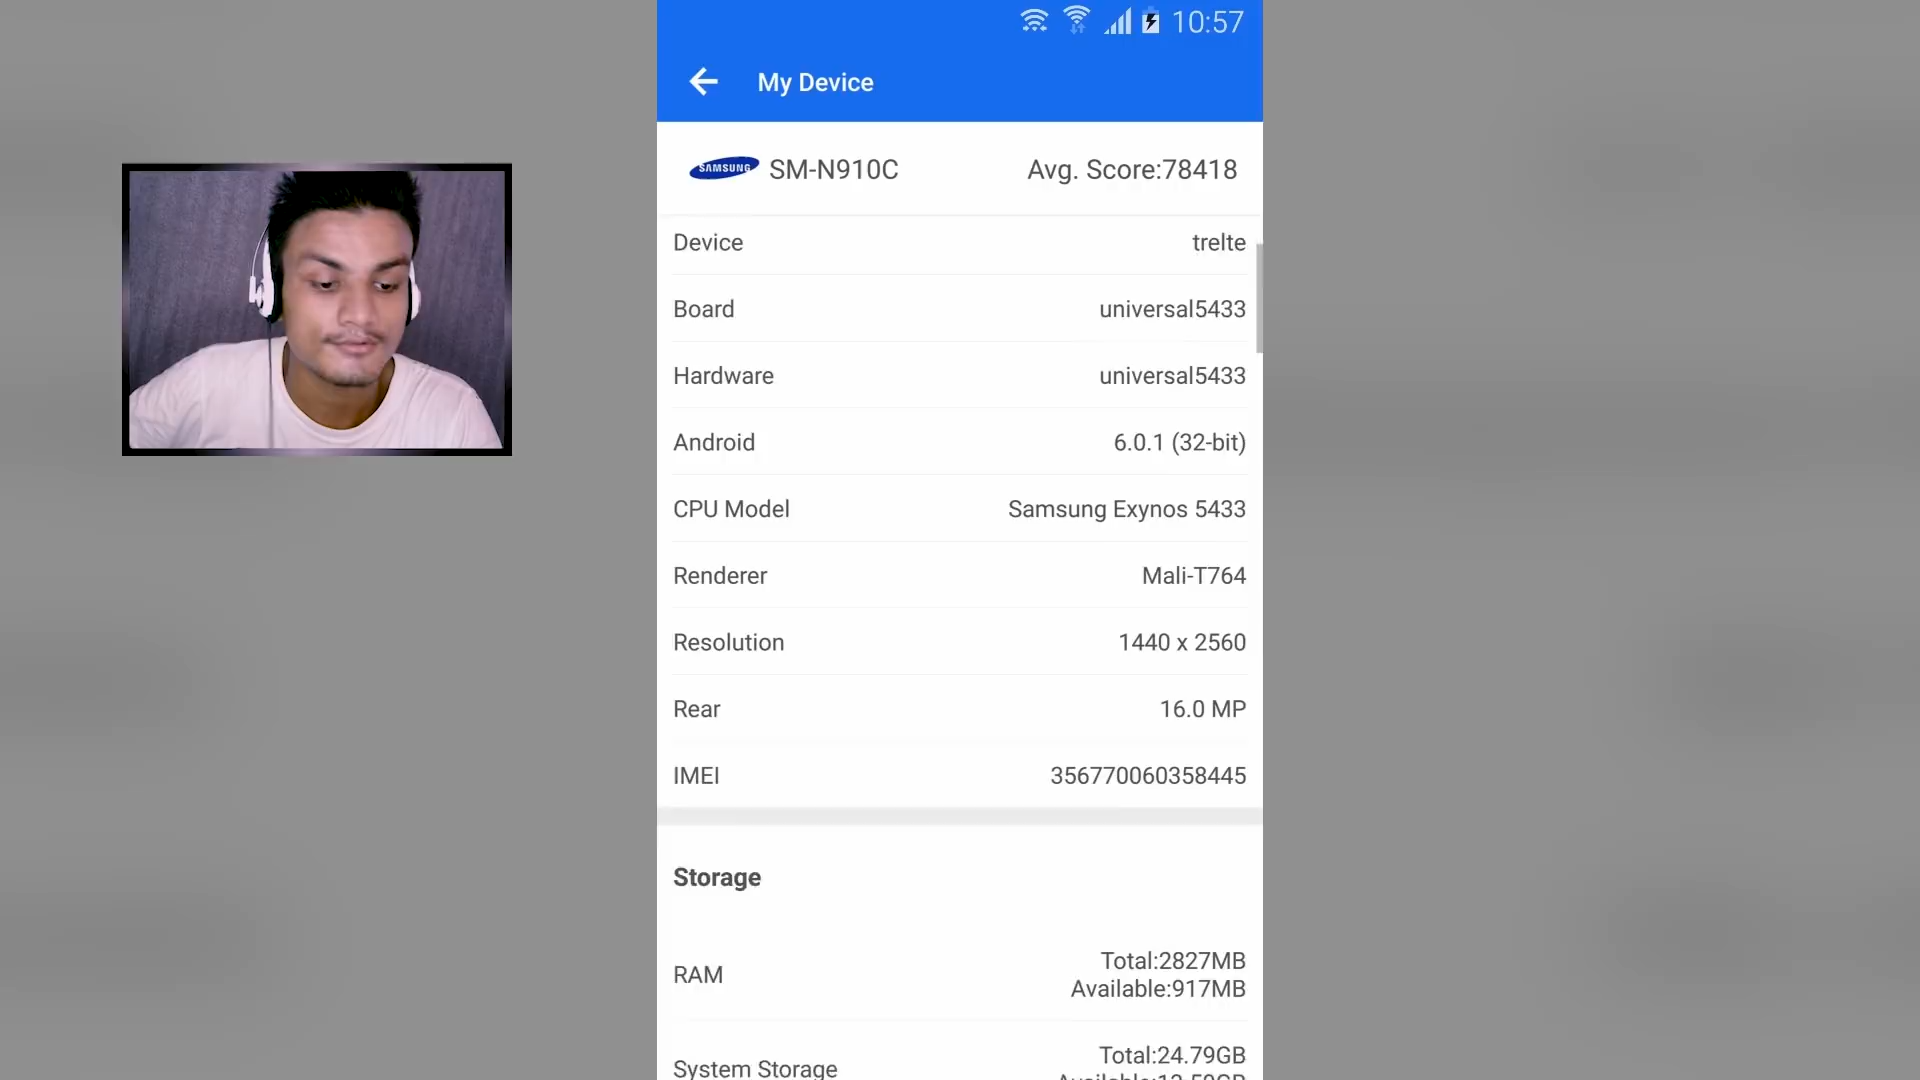 10:57
My Device
SAMSUNG SM-N910C Avg. Score:78418
Device trelte
Board universal5433
Hardware universal5433
Android 6.0.1 (32-bit)
CPU Model Samsung Exynos 5433
Renderer Mali-T764
Resolution 1440 x 2560
Rear 16.0 MP
IMEI 356770060358445
Storage
RAM Total:2827MB
Available:917MB
System Storage Total:24.79GB